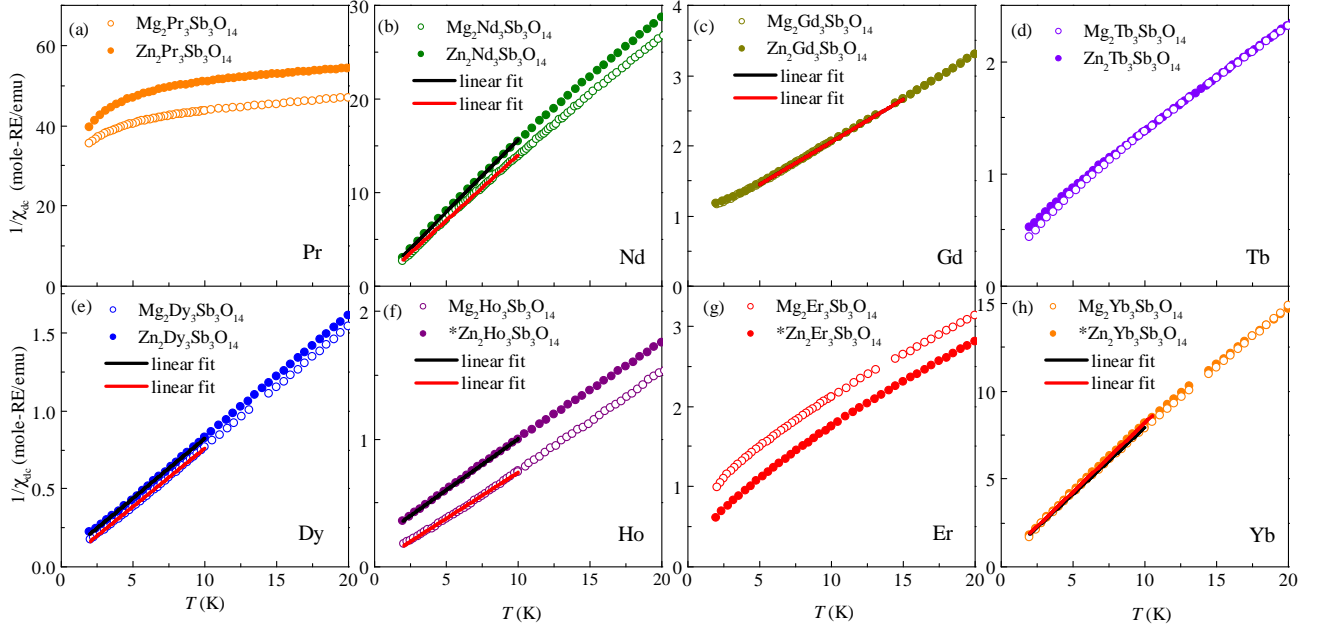 (a)
Mg2Pr3Sb3O14
Zn2Pr3Sb3O14
60
40
20
0
1/χdc (mole-RE/emu)
Pr
(b)
Mg2Nd3Sb3O14
Zn2Nd3Sb3O14
linear fit
linear fit
30
20
10
0
Nd
(c)
Mg2Gd3Sb3O14
Zn2Gd3Sb3O14
linear fit
linear fit
4
3
2
1
0
Gd
(d)
Mg2Tb3Sb3O14
Zn2Tb3Sb3O14
2
1
0
Tb
(e)
Mg2Dy3Sb3O14
Zn2Dy3Sb3O14
linear fit
linear fit
1.5
1.0
0.5
0.0
1/χdc (mole-RE/emu)
Dy
0 5 10 15 20
T (K)
(f)
Mg2Ho3Sb3O14
*Zn2Ho3Sb3O14
linear fit
linear fit
2
1
0
Ho
0 5 10 15 20
T (K)
(g)
Mg2Er3Sb3O14
*Zn2Er3Sb3O14
3
2
1
0
Er
0 5 10 15 20
T (K)
(h)
Mg2Yb3Sb3O14
*Zn2Yb3Sb3O14
linear fit
linear fit
15
10
5
0
Yb
0 5 10 15 20
T (K)